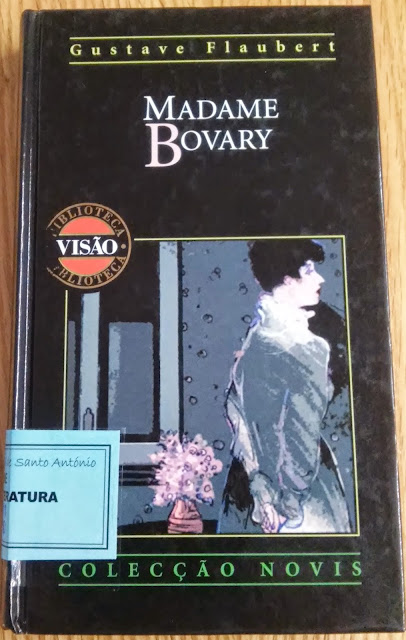 Gustave Flaubert
MADAME
BOVARY
BIBLIOTECA
VISÃO
BIBLIOTECA
e Santo António
E
RATURA
COLECÇÃO NOVIS